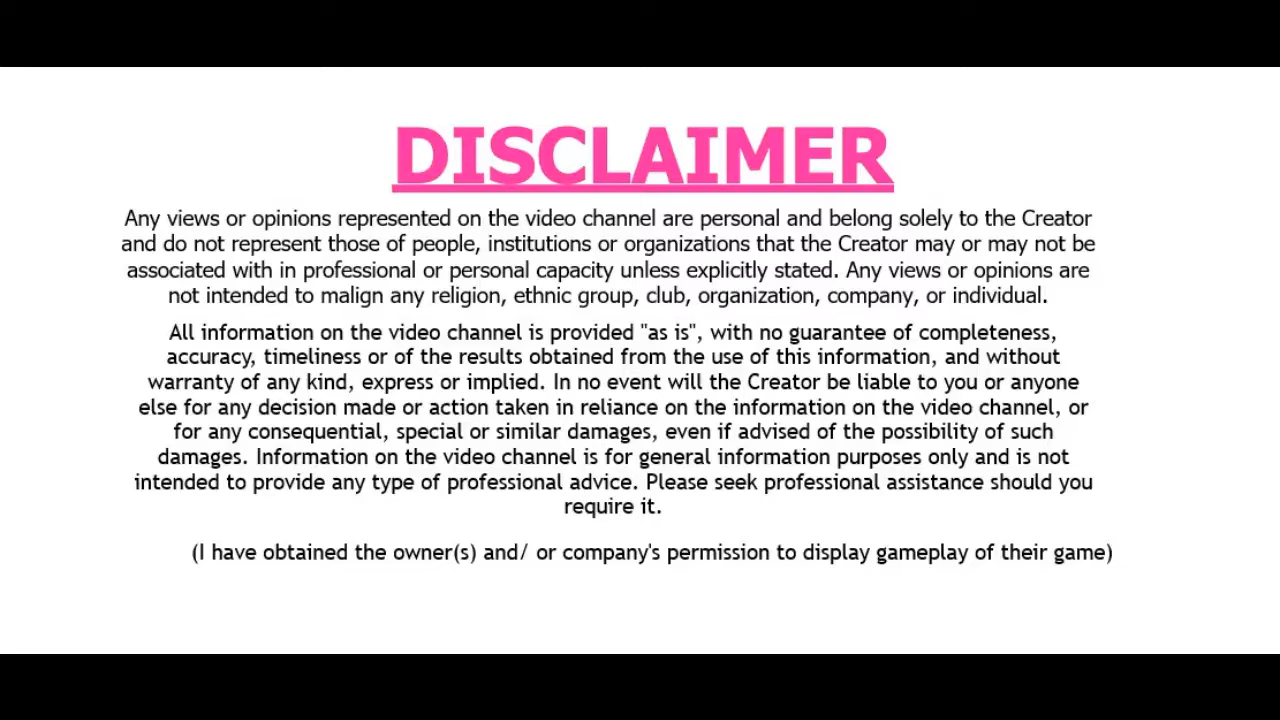 DISCLAIMER
Any views or opinions represented on the video channel are personal and belong solely to the Creator
and do not represent those of people, institutions or organizations that the Creator may or may not be
associated with in professional or personal capacity unless explicitly stated. Any views or opinions are
not intended to malign any religion, ethnic group, club, organization, company, or individual.
All information on the video channel is provided "as is", with no guarantee of completeness,
accuracy, timeliness or of the results obtained from the use of this information, and without
warranty of any kind, express or implied. In no event will the Creator be liable to you or anyone
else for any decision made or action taken in reliance on the information on the video channel, or
for any consequential, special or similar damages, even if advised of the possibility of such
damages. Information on the video channel is for general information purposes only and is not
intended to provide any type of professional advice. Please seek professional assistance should you
require it.
(I have obtained the owner(s) and/ or company's permission to display gameplay of their game)